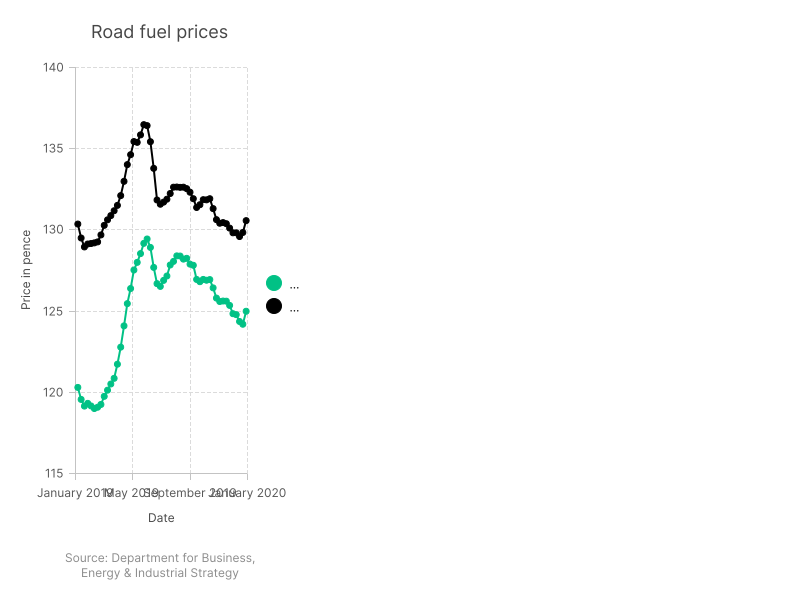 Road fuel prices
140
135
130
125
120
115
Price in pence
January 2019 May 2019 September 2019 January 2020
Date
...
...
Source: Department for Business,
Energy & Industrial Strategy